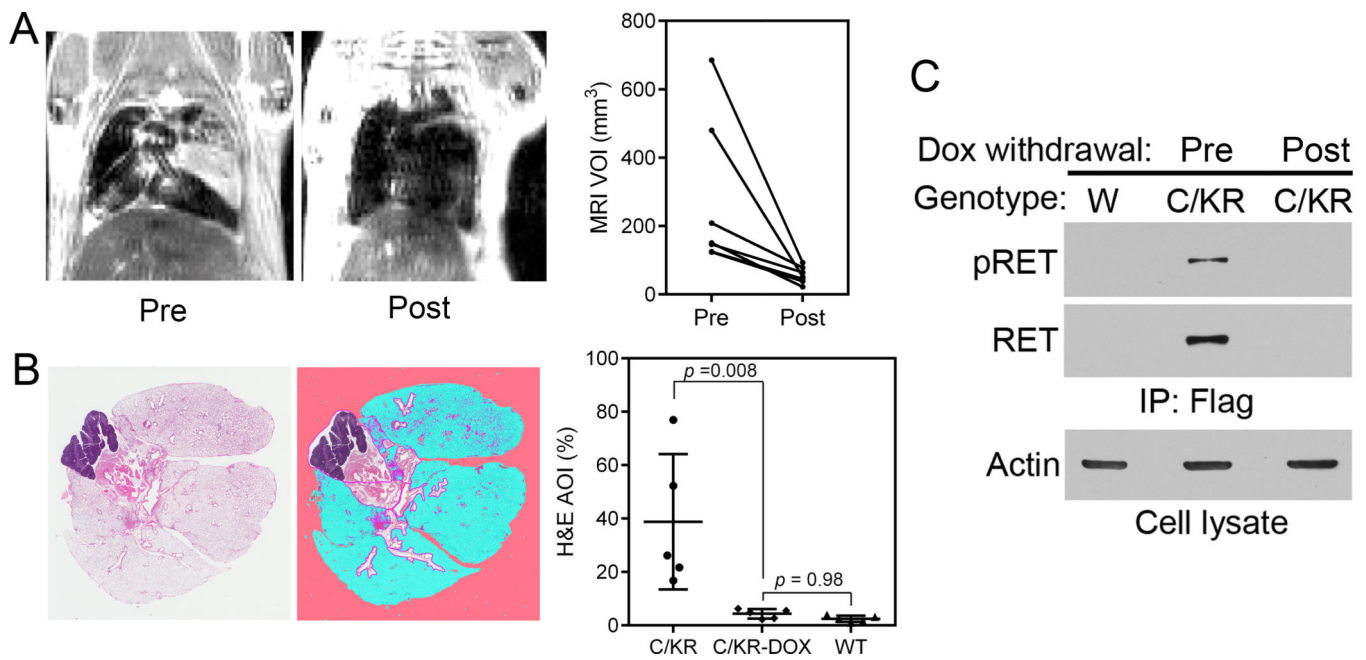 A
Pre
Post
MRI VOI (mm³)
800
600
400
200
0
Pre
Post
B
H&E AOI (%)
100
80
60
40
20
0
p =0.008
p = 0.98
C/KR
C/KR-DOX
WT
C
Dox withdrawal: Pre Post
Genotype: W C/KR C/KR
pRET
RET
IP: Flag
Actin
Cell lysate